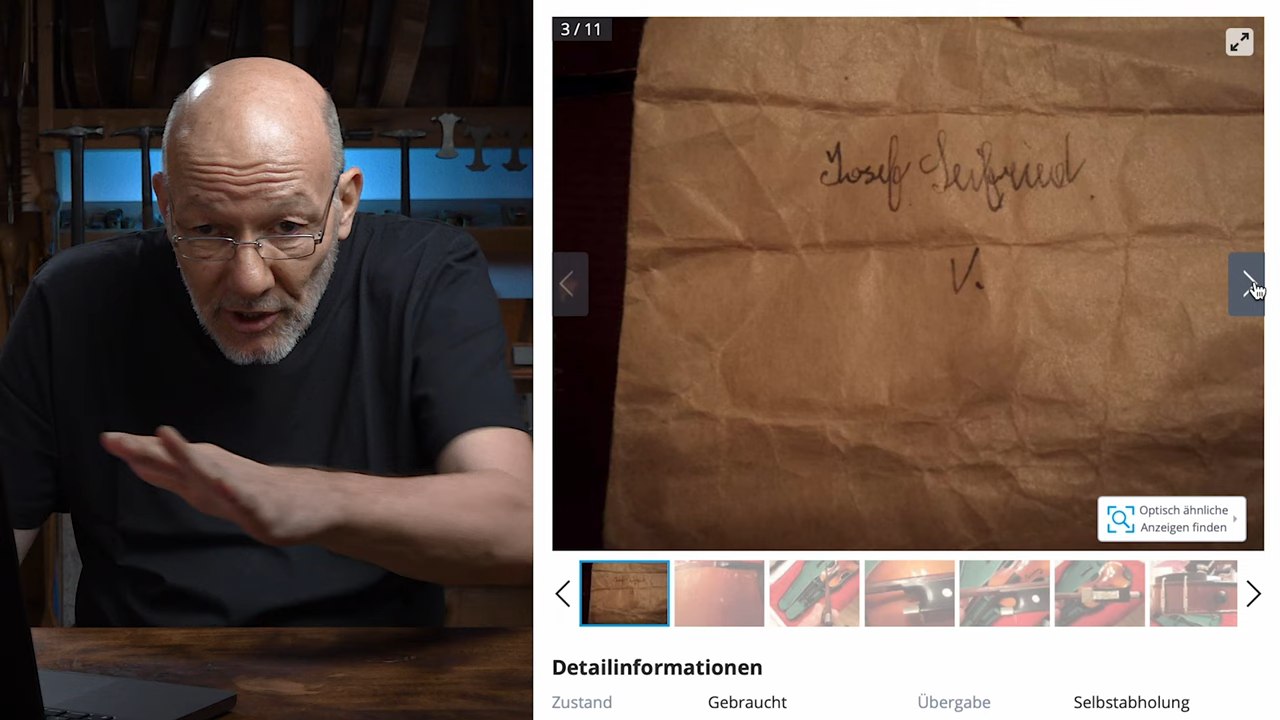 3 / 11
Josef Seifried
V.
Optisch ähnliche
Anzeigen finden
Detailinformationen
Zustand Gebraucht Übergabe Selbstabholung